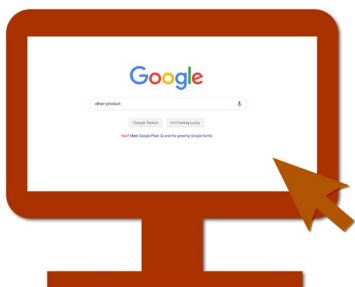 Google
other product
Google Search I'm Feeling Lucky
New! Meet Google Pixel 3a and the growing Google family